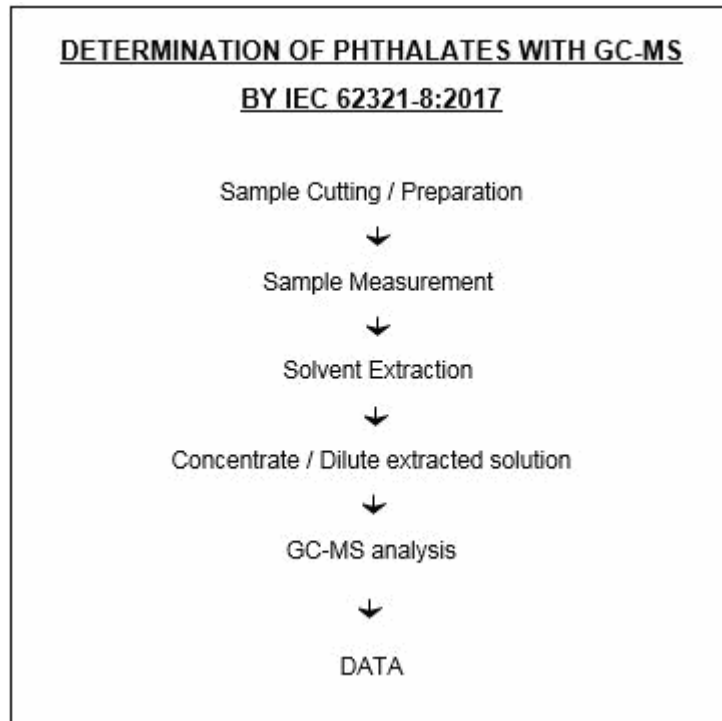 DETERMINATION OF PHTHALATES WITH GC-MS
BY IEC 62321-8:2017
Sample Cutting / Preparation
Sample Measurement
Solvent Extraction
Concentrate / Dilute extracted solution
GC-MS analysis
DATA